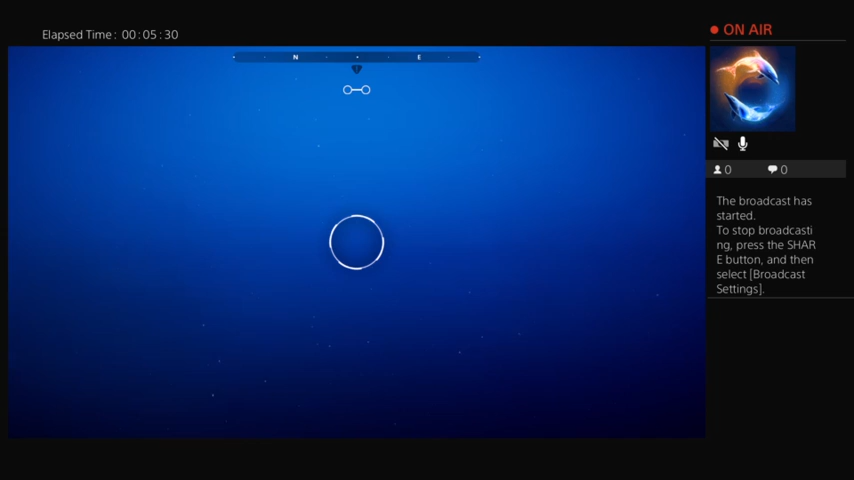 Elapsed Time: 00:05:30
ON AIR
N E
0 0
The broadcast has
started.
To stop broadcasti
ng, press the SHAR
E button, and then
select [Broadcast
Settings].